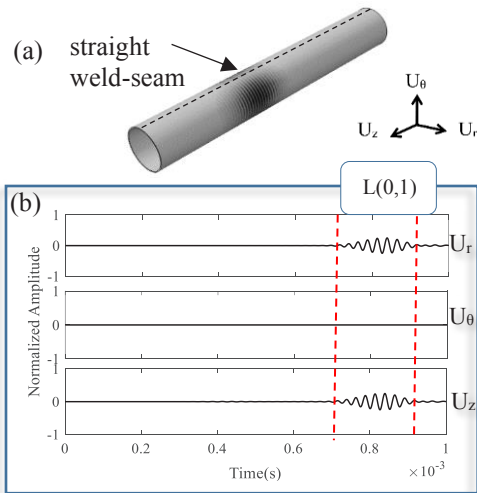 (a)
straight
weld-seam
Uθ
Uz
Ur
L(0,1)
(b)
Normalized Amplitude
1
0
-1
Ur
1
0
-1
Uθ
1
0
-1
Uz
0 0.2 0.4 0.6 0.8 1
Time(s)
×10⁻³